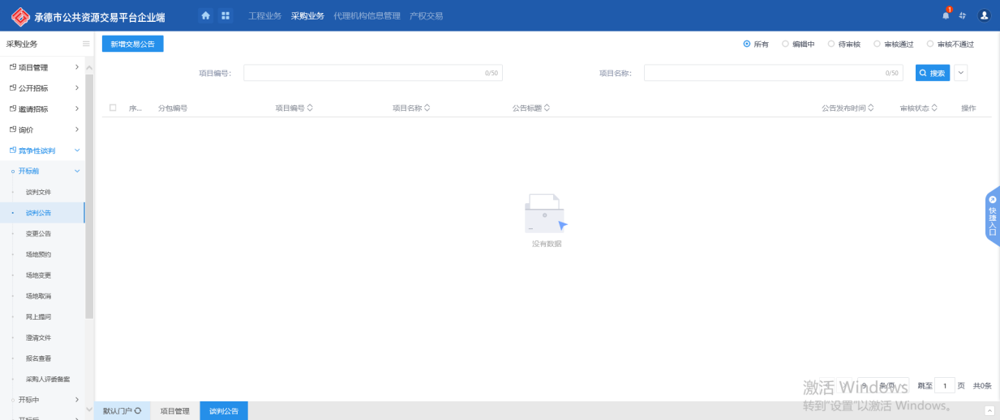 承德市公共资源交易平台企业端
工程业务 采购业务 代理机构信息管理 产权交易
1
采购业务
新增交易公告
所有 编辑中 待审核 审核通过 审核不通过
项目管理
公开招标
邀请招标
询价
竞争性谈判
开标前
谈判文件
谈判公告
变更公告
场地预约
场地变更
场地取消
网上提问
澄清文件
报名查看
采购人评委备案
开标中
开标后
项目编号: 0/50 项目名称: 0/50 搜索
序... 分包编号 项目编号 项目名称 公告标题 公告发布时间 审核状态 操作
没有数据
快捷入口
条/页 跳至 1 页 共0条
激活 Windows
转到"设置"以激活 Windows。
默认门户 项目管理 谈判公告